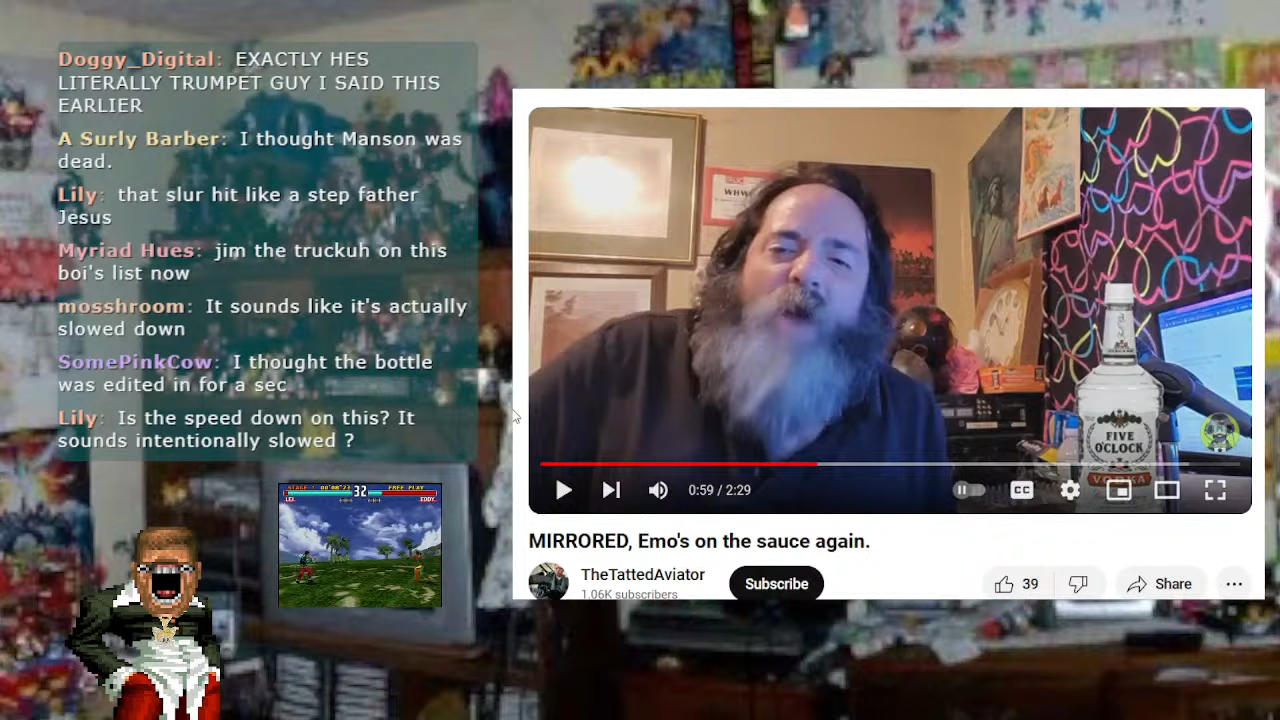 Doggy_Digital: EXACTLY HES
LITERALLY TRUMPET GUY I SAID THIS
EARLIER
A Surly Barber: I thought Manson was
dead.
Lily: that slur hit like a step father
Jesus
Myriad Hues: jim the truckuh on this
boi's list now
mosshroom: It sounds like it's actually
slowed down
SomePinkCow: I thought the bottle
was edited in for a sec
Lily: Is the speed down on this? It
sounds intentionally slowed ?
32
FREE PLAY
LEI
EDDY
FIVE
O'CLOCK
VODKA
0:59 / 2:29
CC
MIRRORED, Emo's on the sauce again.
TheTattedAviator
1.06K subscribers
Subscribe
39
Share